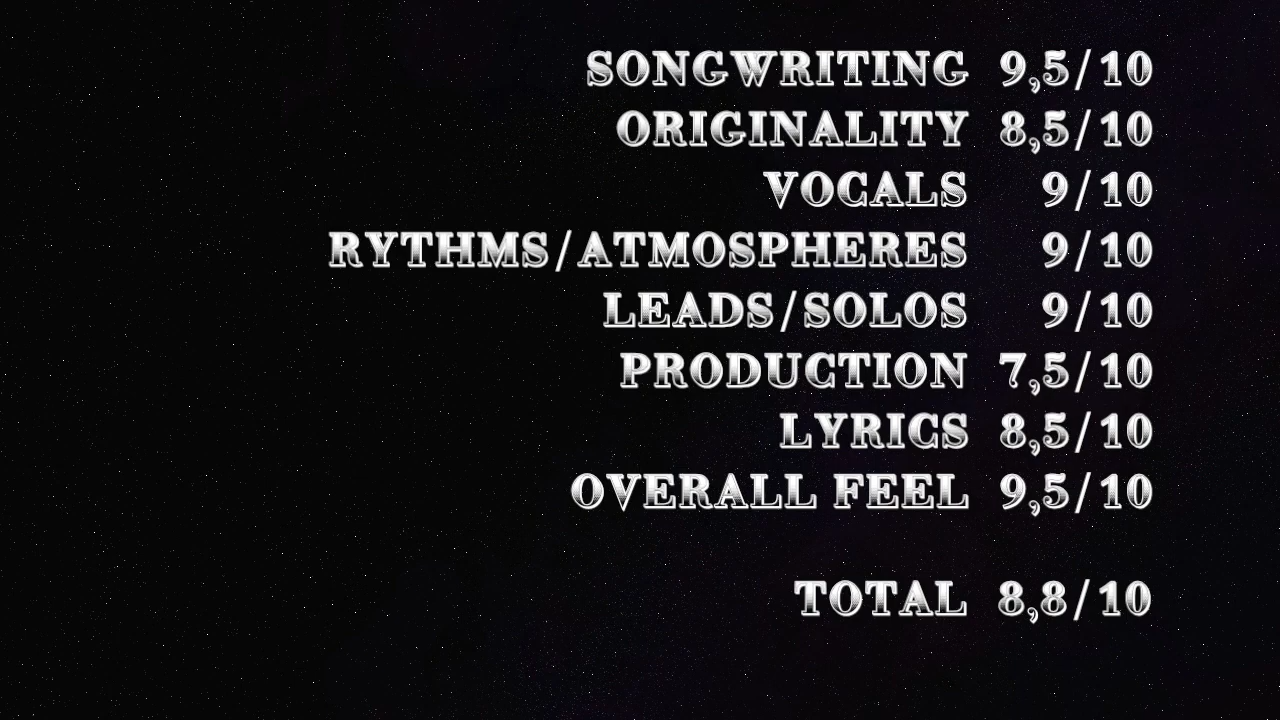 SONGWRITING 9,5/10
ORIGINALITY 8,5/10
VOCALS 9/10
RYTHMS/ATMOSPHERES 9/10
LEADS/SOLOS 9/10
PRODUCTION 7,5/10
LYRICS 8,5/10
OVERALL FEEL 9,5/10
TOTAL 8,8/10